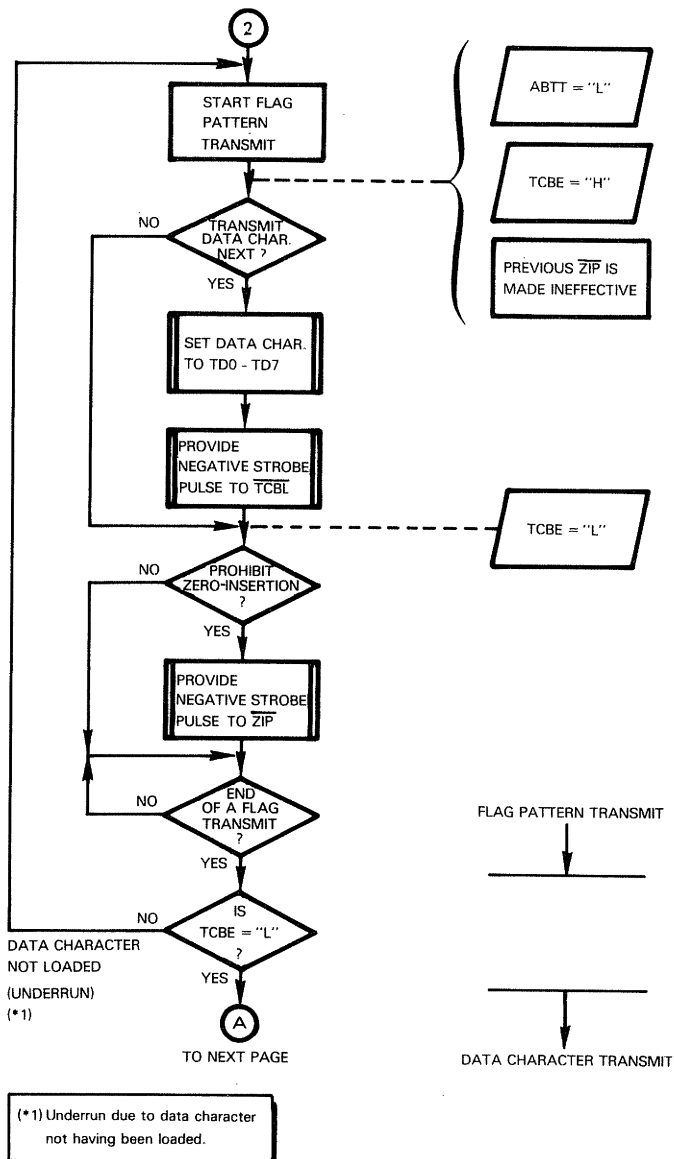 2
START FLAG
PATTERN
TRANSMIT
ABTT = "L"
TCBE = "H"
PREVIOUS ZIP IS
MADE INEFFECTIVE
NO
TRANSMIT
DATA CHAR.
NEXT ?
YES
SET DATA CHAR.
TO TD0 - TD7
PROVIDE
NEGATIVE STROBE
PULSE TO TCBL
TCBE = "L"
NO
PROHIBIT
ZERO-INSERTION
?
YES
PROVIDE
NEGATIVE STROBE
PULSE TO ZIP
NO
END
OF A FLAG
TRANSMIT
?
YES
FLAG PATTERN TRANSMIT
NO
IS
TCBE = "L"
?
YES
DATA CHARACTER
NOT LOADED
(UNDERRUN)
(*1)
A
TO NEXT PAGE
DATA CHARACTER TRANSMIT
(*1) Underrun due to data character
not having been loaded.